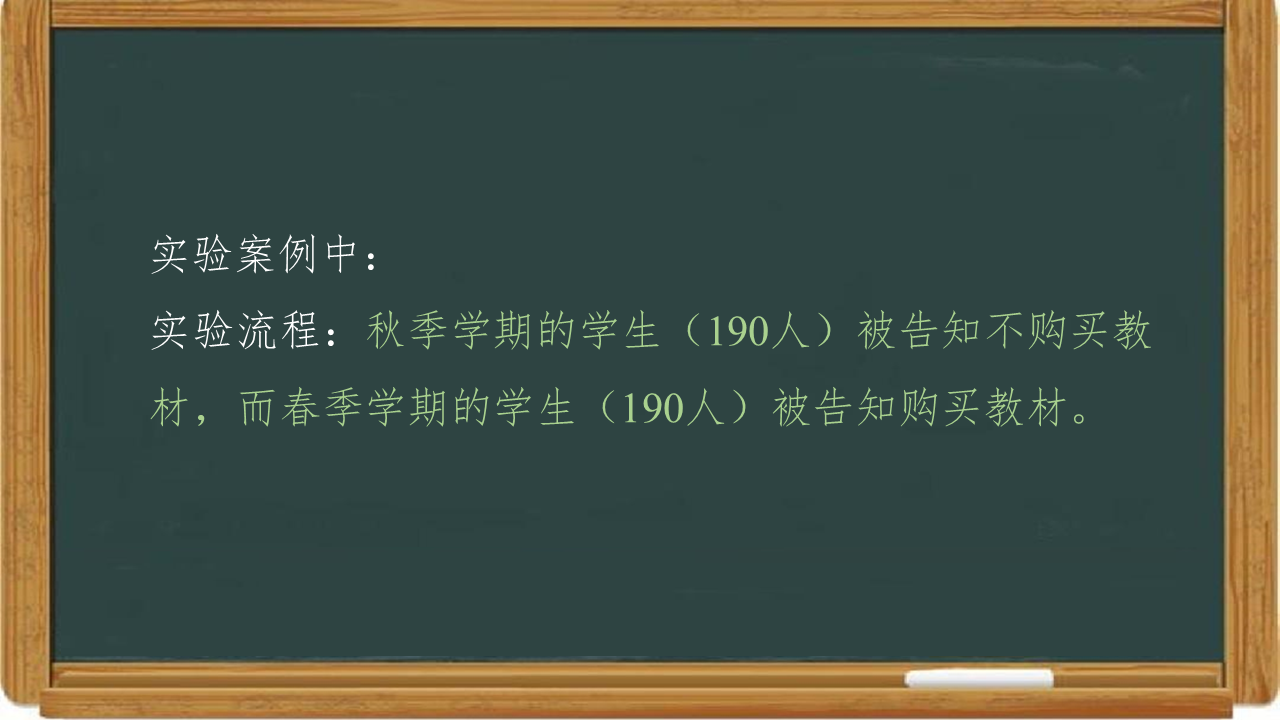 实验案例中：
实验流程：秋季学期的学生（190人）被告知不购买教
材，而春季学期的学生（190人）被告知购买教材。